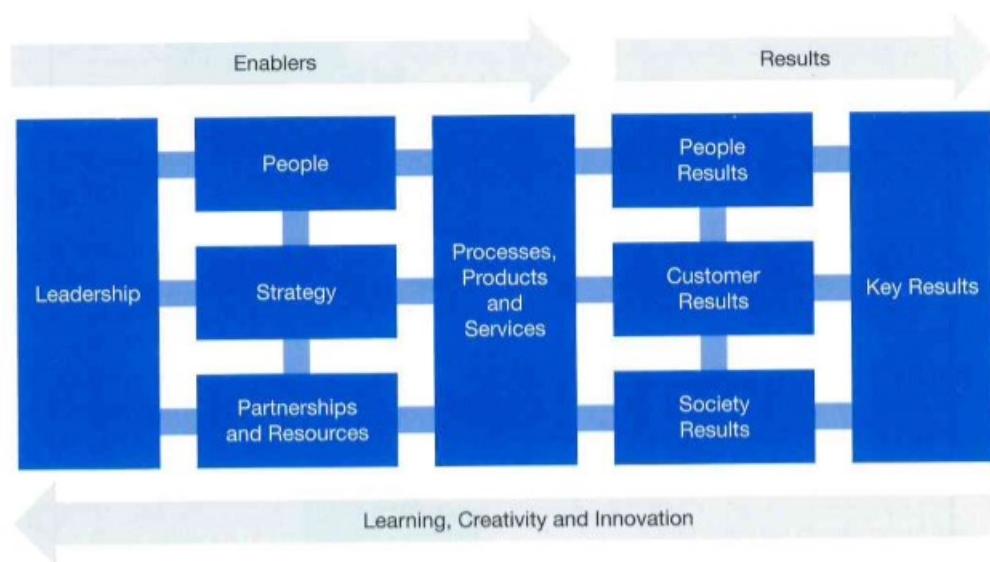 Enablers
Results
Leadership
People
Strategy
Partnerships
and Resources
Processes,
Products
and
Services
People
Results
Customer
Results
Society
Results
Key Results
Learning, Creativity and Innovation